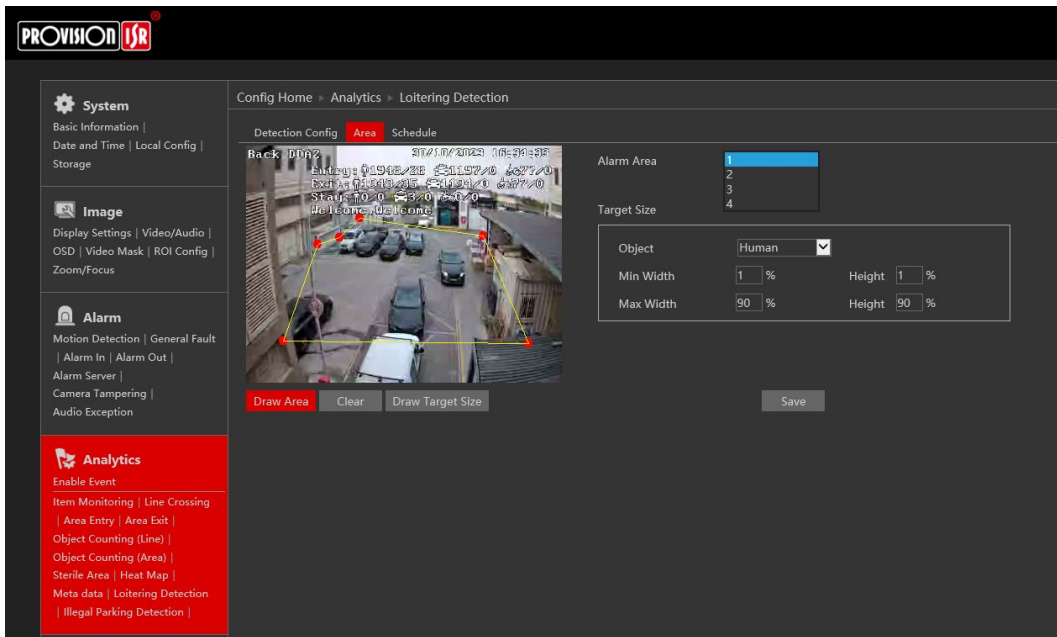 PROVISION ISR
System
Basic Information |
Date and Time | Local Config |
Storage
Image
Display Settings | Video/Audio |
OSD | Video Mask | ROI Config |
Zoom/Focus
Alarm
Motion Detection | General Fault
| Alarm In | Alarm Out |
Alarm Server |
Camera Tampering |
Audio Exception
Analytics
Enable Event
Item Monitoring | Line Crossing
| Area Entry | Area Exit |
Object Counting (Line) |
Object Counting (Area) |
Sterile Area | Heat Map |
Meta data | Loitering Detection
| Illegal Parking Detection |
Config Home ▸ Analytics ▸ Loitering Detection
Detection Config Area Schedule
Back
Entry:
Welcome Welcome
Draw Area Clear Draw Target Size
Alarm Area
1
2
3
4
Target Size
Object Human
Min Width 1 % Height 1 %
Max Width 90 % Height 90 %
Save